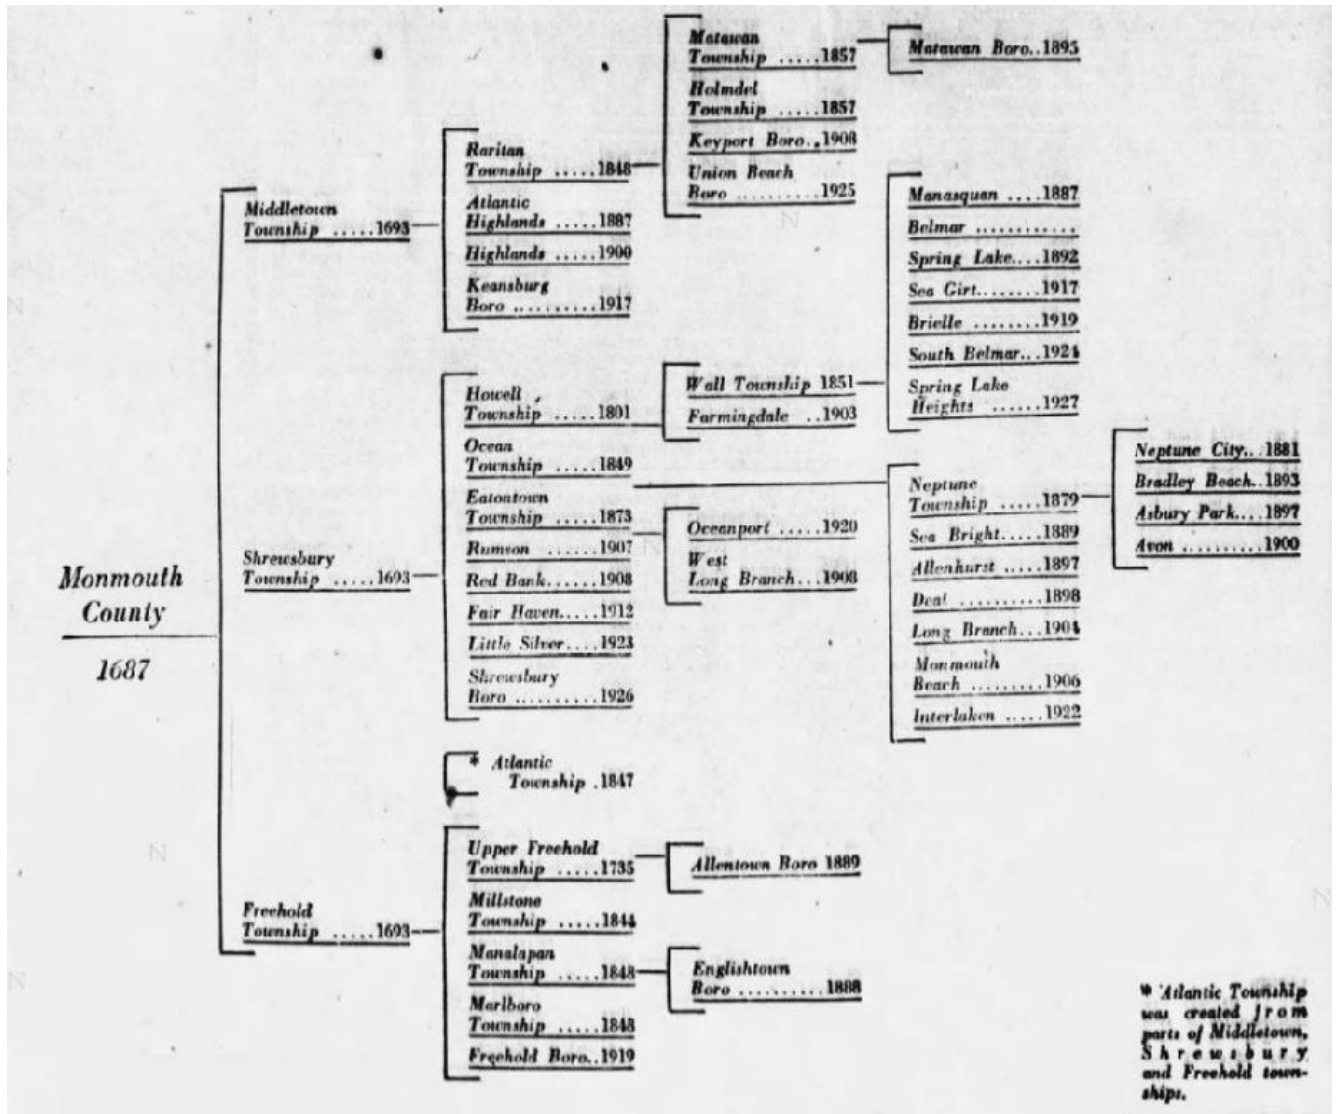 Monmouth
County
1687
Middletown
Township .....1693
Shrewsbury
Township .....1693
Freehold
Township .....1693
Raritan
Township .....1848
Atlantic
Highlands .....1887
Highlands .....1900
Keansburg
Boro ..........1917
Howell
Township .....1801
Ocean
Township .....1849
Eatontown
Township .....1873
Rumson .......1907
Red Bank.....1908
Fair Haven.....1912
Little Silver....1923
Shrewsbury
Boro ..........1926
* Atlantic
Township .1847
Upper Freehold
Township .....1735
Millstone
Township .....1844
Manalapan
Township .....1848
Marlboro
Township .....1848
Freehold Boro..1919
Matawan
Township .....1857
Holmdel
Township .....1857
Keyport Boro..1908
Union Beach
Boro ..........1925
Wall Township 1851
Farmingdale ..1903
Oceanport .....1920
West
Long Branch...1908
Allentown Boro 1889
Englishtown
Boro ..........1888
Matawan Boro..1895
Manasquan ....1887
Belmar ............
Spring Lake....1892
Sea Girt........1917
Brielle ........1919
South Belmar..1924
Spring Lake
Heights ......1927
Neptune
Township .....1879
Sea Bright.....1889
Allenhurst .....1897
Deal ..........1898
Long Branch...1904
Monmouth
Beach .........1906
Interlaken .....1922
Neptune City..1881
Bradley Beach..1893
Asbury Park....1897
Avon ..........1900
* Atlantic Township
was created from
parts of Middletown,
Shrewsbury
and Freehold town-
ships.